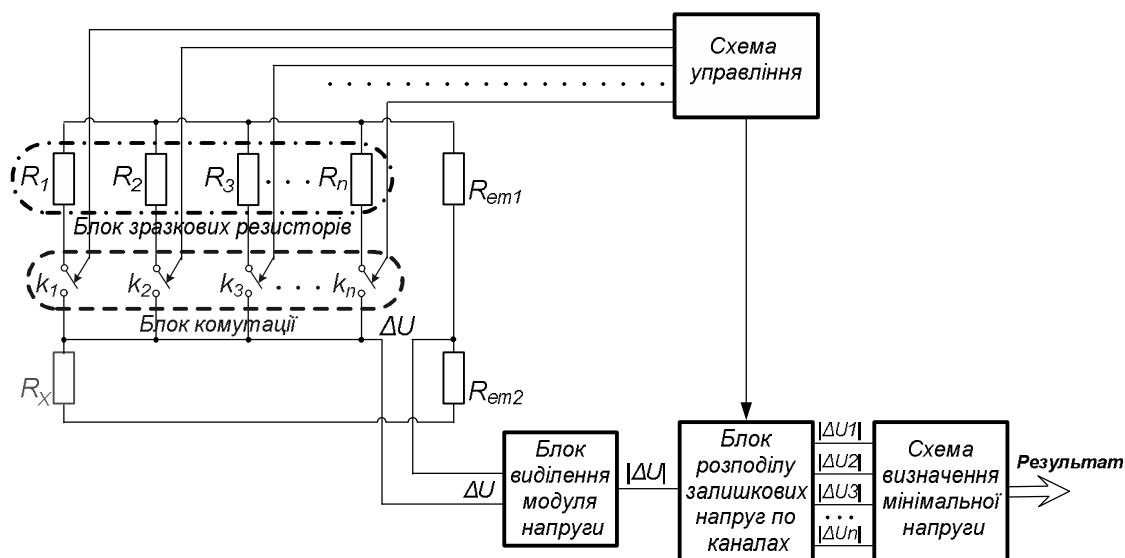 Схема
управління
R1 R2 R3 . . . Rn
Rет1
Блок зразкових резисторів
k1 k2 k3 . . . kn
Блок комутації
ΔU
RX
Rет2
Блок
виділення
модуля
напруги
ΔU
|ΔU|
Блок
розподілу
залишкових
напруг по
каналах
|ΔU1|
|ΔU2|
|ΔU3|
. . .
|ΔUn|
Схема
визначення
мінімальної
напруги
Результат